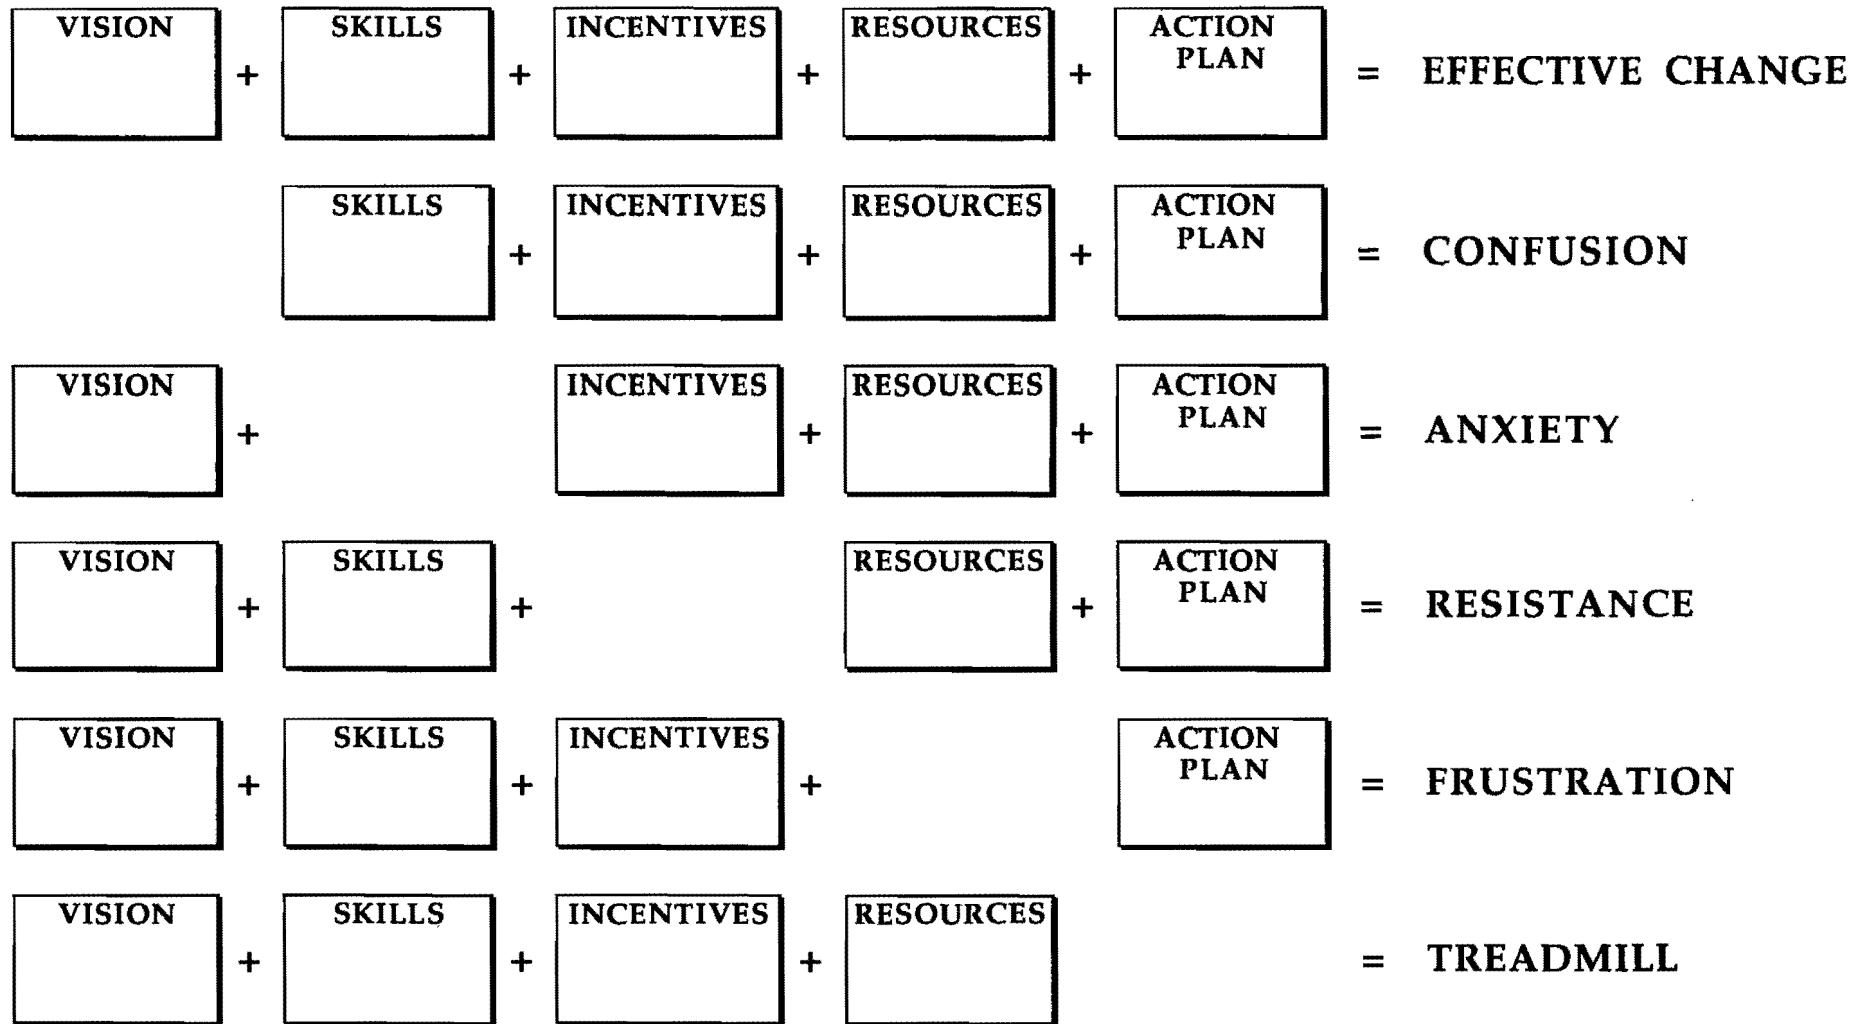 VISION + SKILLS + INCENTIVES + RESOURCES + ACTION PLAN = EFFECTIVE CHANGE
SKILLS + INCENTIVES + RESOURCES + ACTION PLAN = CONFUSION
VISION + INCENTIVES + RESOURCES + ACTION PLAN = ANXIETY
VISION + SKILLS + RESOURCES + ACTION PLAN = RESISTANCE
VISION + SKILLS + INCENTIVES + ACTION PLAN = FRUSTRATION
VISION + SKILLS + INCENTIVES + RESOURCES = TREADMILL